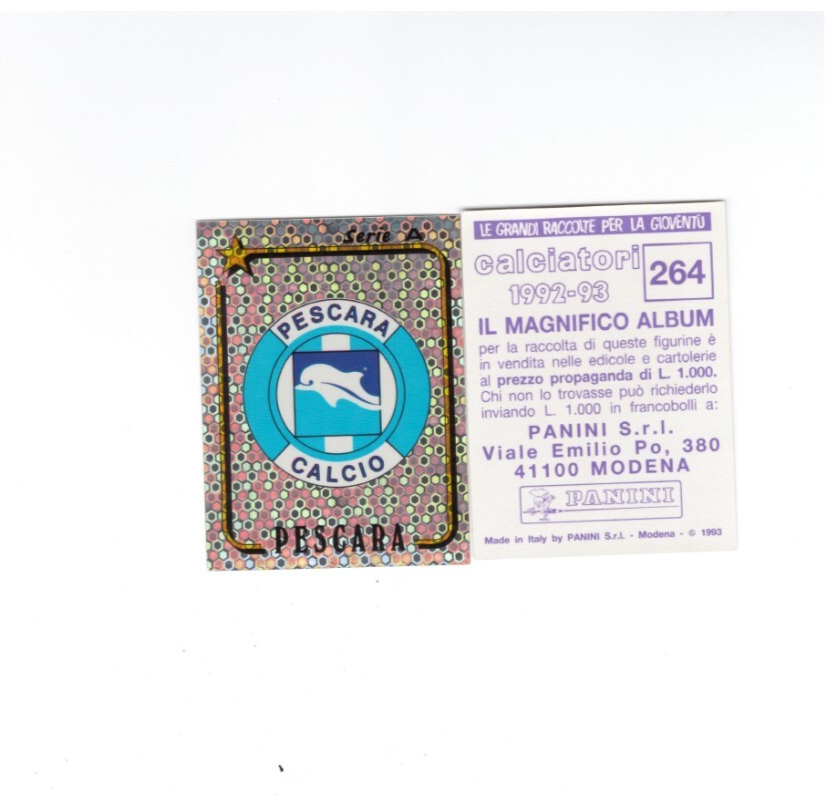 Serie A
PESCARA
CALCIO
PESCARA
LE GRANDI RACCOLTE PER LA GIOVENTÙ
calciatori
1992-93
264
IL MAGNIFICO ALBUM
per la raccolta di queste figurine è
in vendita nelle edicole e cartolerie
al prezzo propaganda di L. 1.000.
Chi non lo trovasse può richiederlo
inviando L. 1.000 in francobolli a:
PANINI S.r.l.
Viale Emilio Po, 380
41100 MODENA
PANINI
Made in Italy by PANINI S.r.l. - Modena - © 1993